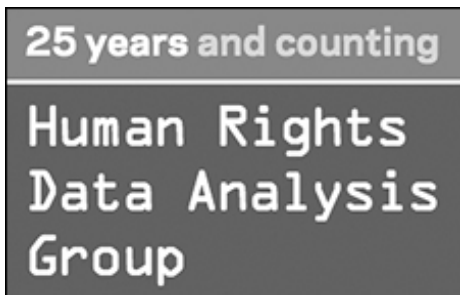 25 years and counting
Human Rights
Data Analysis
Group